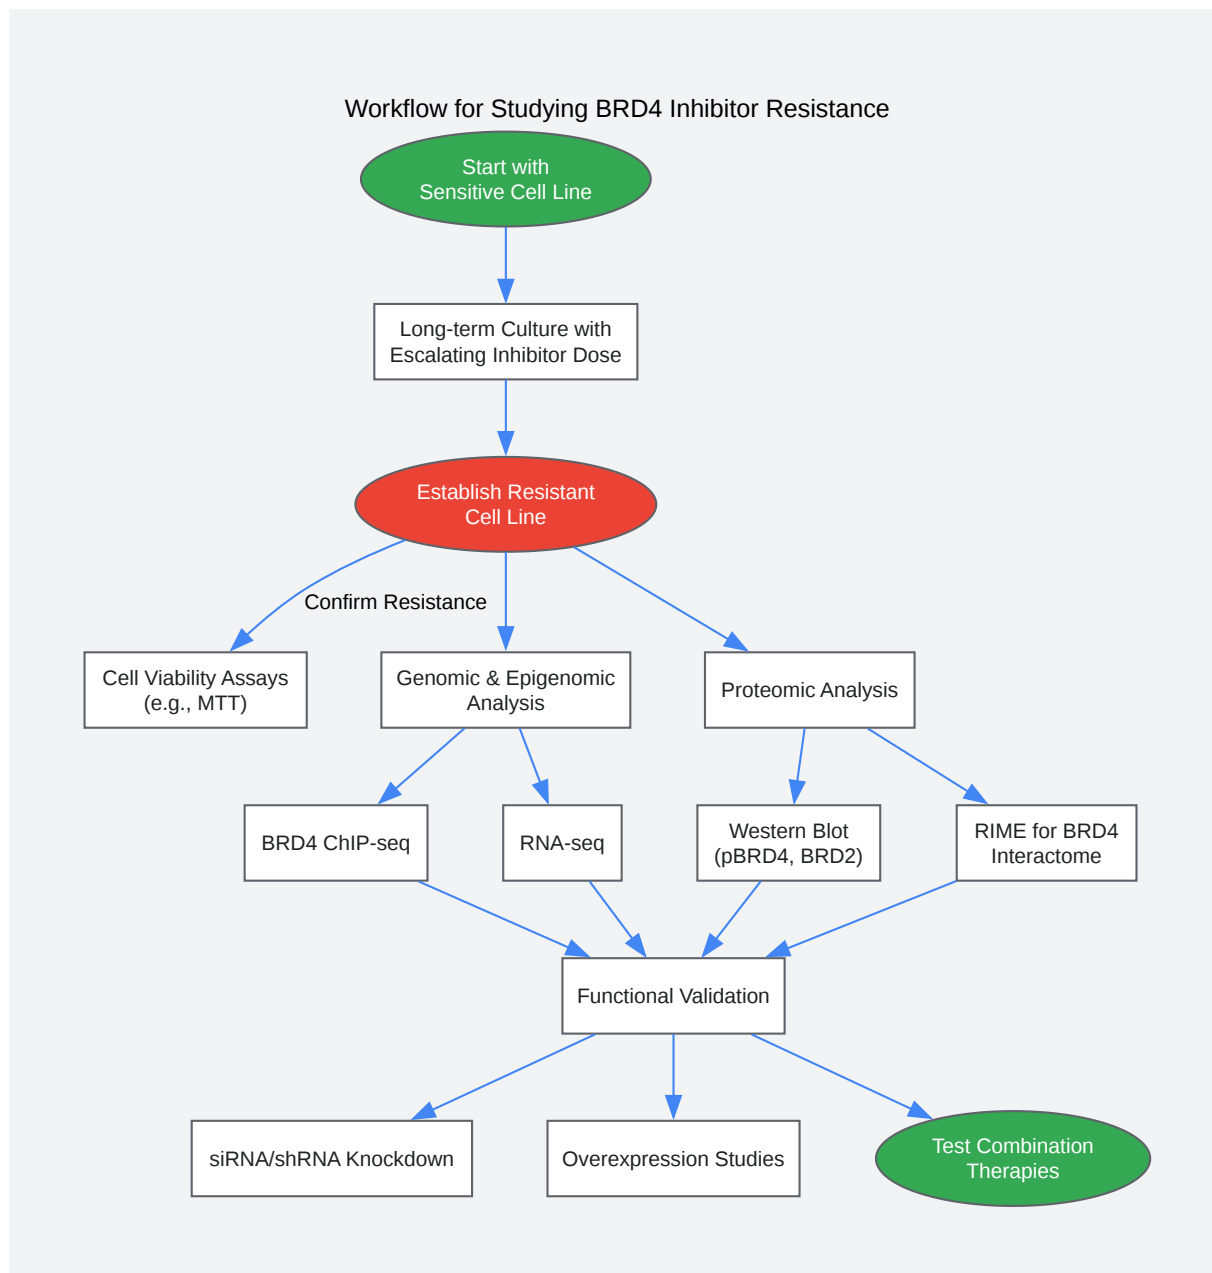 Workflow for Studying BRD4 Inhibitor Resistance
Start with
Sensitive Cell Line
Long-term Culture with
Escalating Inhibitor Dose
Establish Resistant
Cell Line
Confirm Resistance
Cell Viability Assays
(e.g., MTT)
Genomic & Epigenomic
Analysis
Proteomic Analysis
BRD4 ChIP-seq
RNA-seq
Western Blot
(pBRD4, BRD2)
RIME for BRD4
Interactome
Functional Validation
siRNA/shRNA Knockdown
Overexpression Studies
Test Combination
Therapies